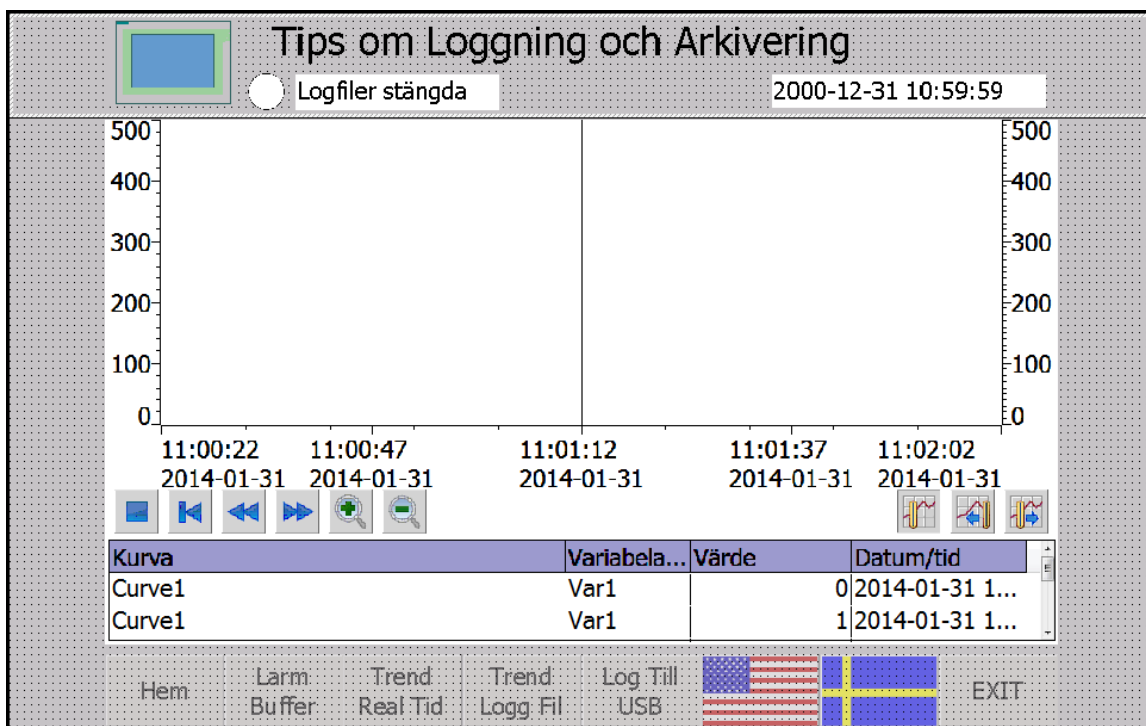 Tips om Loggning och Arkivering
Logfiler stängda
2000-12-31 10:59:59
500 500
400 400
300 300
200 200
100 100
0 0
11:00:22 11:00:47 11:01:12 11:01:37 11:02:02
2014-01-31 2014-01-31 2014-01-31 2014-01-31 2014-01-31
Kurva Variabela... Värde Datum/tid
Curve1 Var1 0 2014-01-31 1...
Curve1 Var1 1 2014-01-31 1...
Hem Larm Buffer Trend Real Tid Trend Logg Fil Log Till USB EXIT